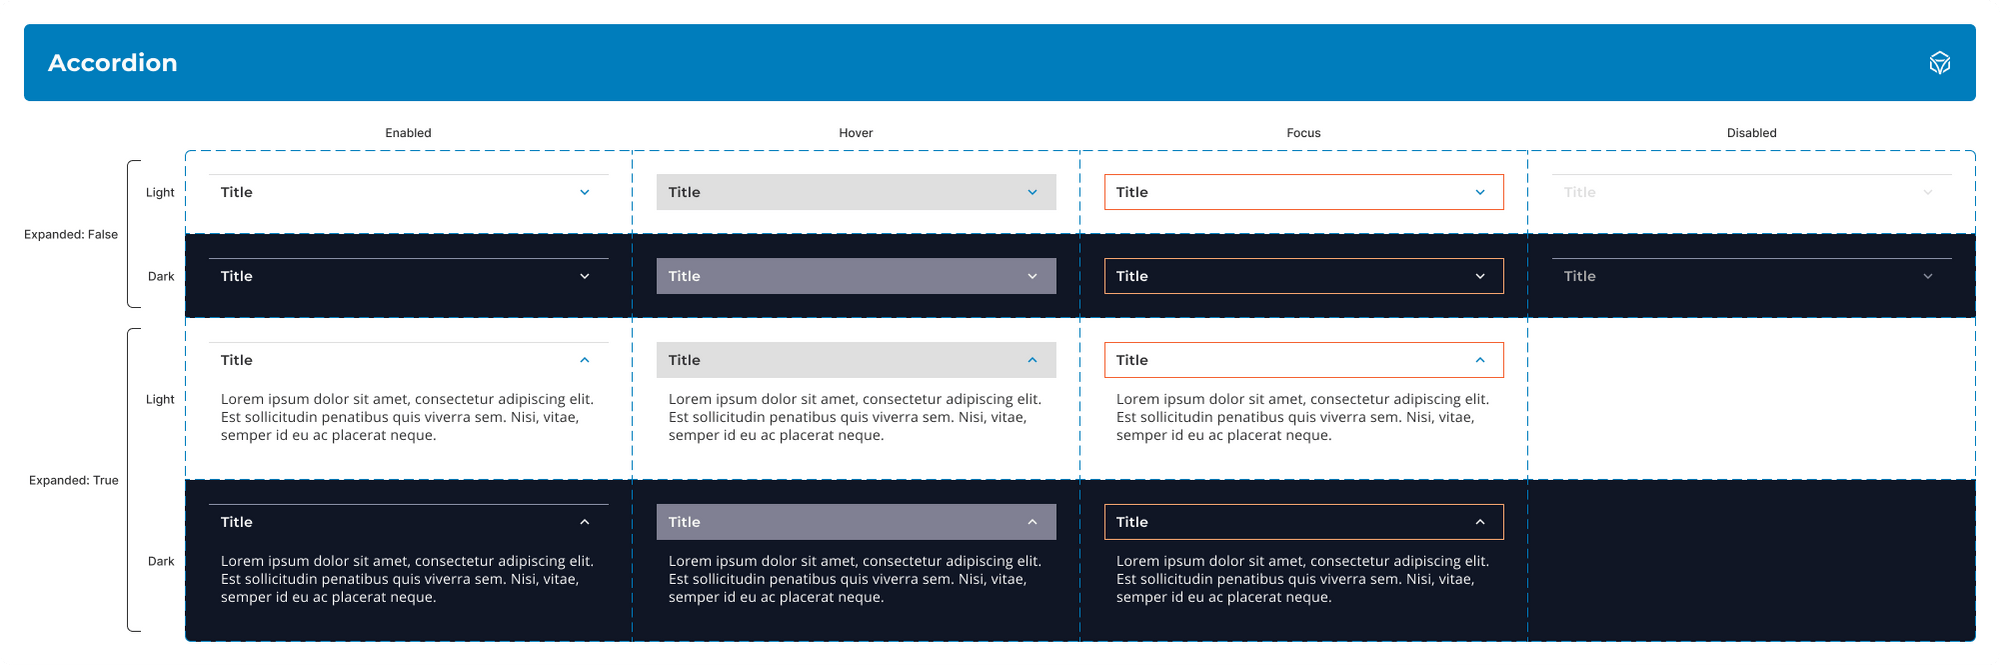 Accordion
Enabled
Hover
Focus
Disabled
Expanded: False
Light
Title
Title
Title
Title
Dark
Title
Title
Title
Title
Expanded: True
Light
Title
Lorem ipsum dolor sit amet, consectetur adipiscing elit.
Est sollicitudin penatibus quis viverra sem. Nisi, vitae,
semper id eu ac placerat neque.
Title
Lorem ipsum dolor sit amet, consectetur adipiscing elit.
Est sollicitudin penatibus quis viverra sem. Nisi, vitae,
semper id eu ac placerat neque.
Title
Lorem ipsum dolor sit amet, consectetur adipiscing elit.
Est sollicitudin penatibus quis viverra sem. Nisi, vitae,
semper id eu ac placerat neque.
Dark
Title
Lorem ipsum dolor sit amet, consectetur adipiscing elit.
Est sollicitudin penatibus quis viverra sem. Nisi, vitae,
semper id eu ac placerat neque.
Title
Lorem ipsum dolor sit amet, consectetur adipiscing elit.
Est sollicitudin penatibus quis viverra sem. Nisi, vitae,
semper id eu ac placerat neque.
Title
Lorem ipsum dolor sit amet, consectetur adipiscing elit.
Est sollicitudin penatibus quis viverra sem. Nisi, vitae,
semper id eu ac placerat neque.